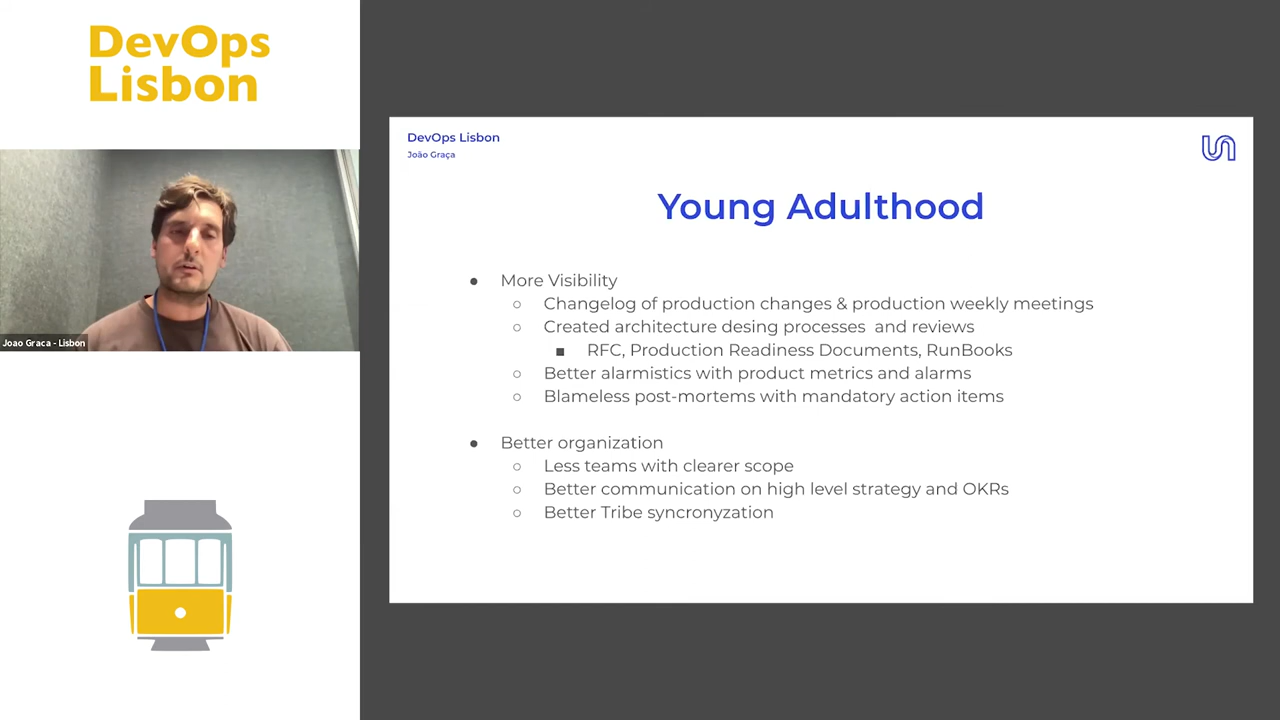 DevOps
Lisbon
Joao Graca - Lisbon
DevOps Lisbon
João Graça
Young Adulthood
● More Visibility
○ Changelog of production changes & production weekly meetings
○ Created architecture desing processes and reviews
■ RFC, Production Readiness Documents, RunBooks
○ Better alarmistics with product metrics and alarms
○ Blameless post-mortems with mandatory action items
● Better organization
○ Less teams with clearer scope
○ Better communication on high level strategy and OKRs
○ Better Tribe syncronyzation